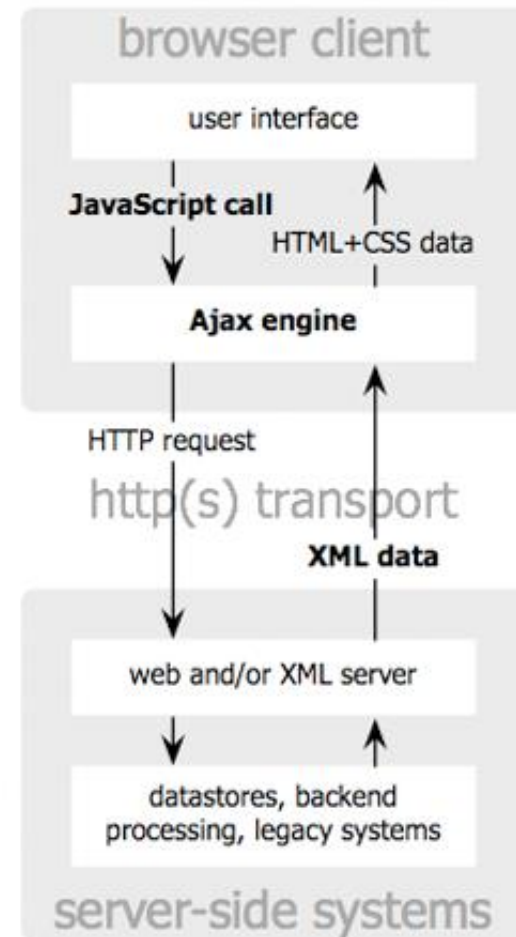 browser client
user interface
JavaScript call
HTML+CSS data
Ajax engine
HTTP request
http(s) transport
XML data
web and/or XML server
datastores, backend
processing, legacy systems
server-side systems